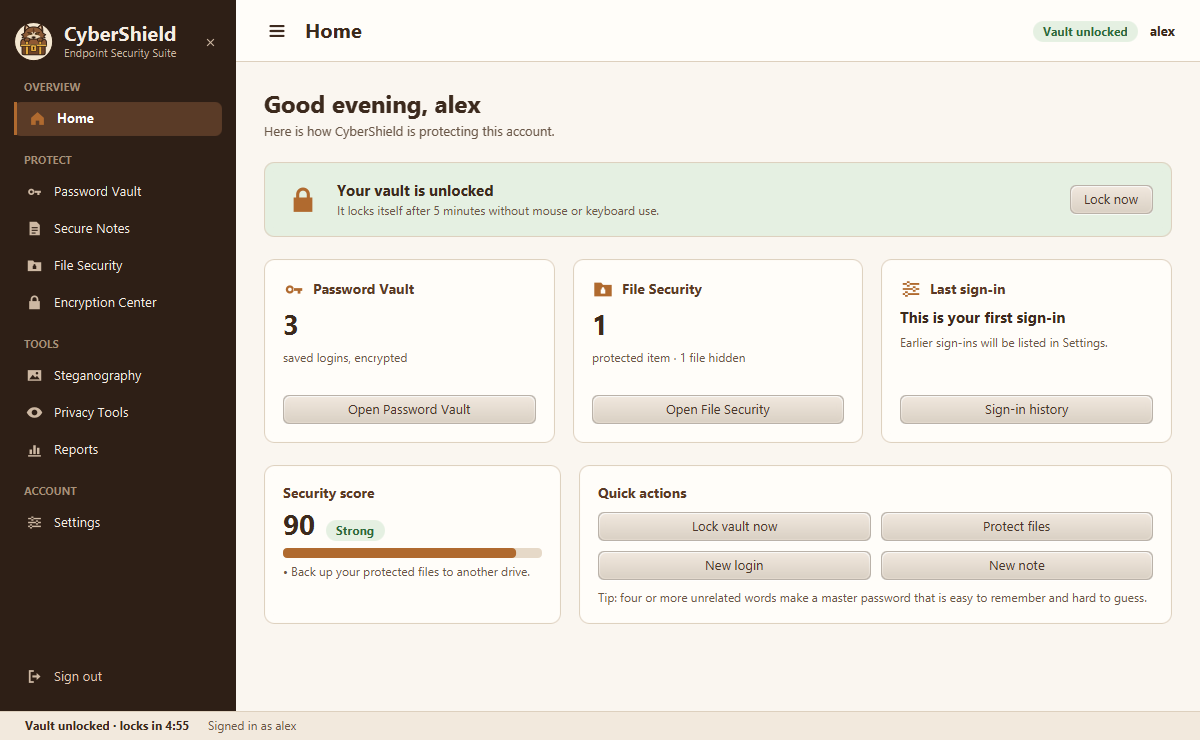 CyberShield
Endpoint Security Suite
×
OVERVIEW
Home
PROTECT
Password Vault
Secure Notes
File Security
Encryption Center
TOOLS
Steganography
Privacy Tools
Reports
ACCOUNT
Settings
Sign out
Home
Vault unlocked
alex
Good evening, alex
Here is how CyberShield is protecting this account.
Your vault is unlocked
It locks itself after 5 minutes without mouse or keyboard use.
Lock now
Password Vault
3
saved logins, encrypted
Open Password Vault
File Security
1
protected item · 1 file hidden
Open File Security
Last sign-in
This is your first sign-in
Earlier sign-ins will be listed in Settings.
Sign-in history
Security score
90 Strong
• Back up your protected files to another drive.
Quick actions
Lock vault now
Protect files
New login
New note
Tip: four or more unrelated words make a master password that is easy to remember and hard to guess.
Vault unlocked · locks in 4:55
Signed in as alex